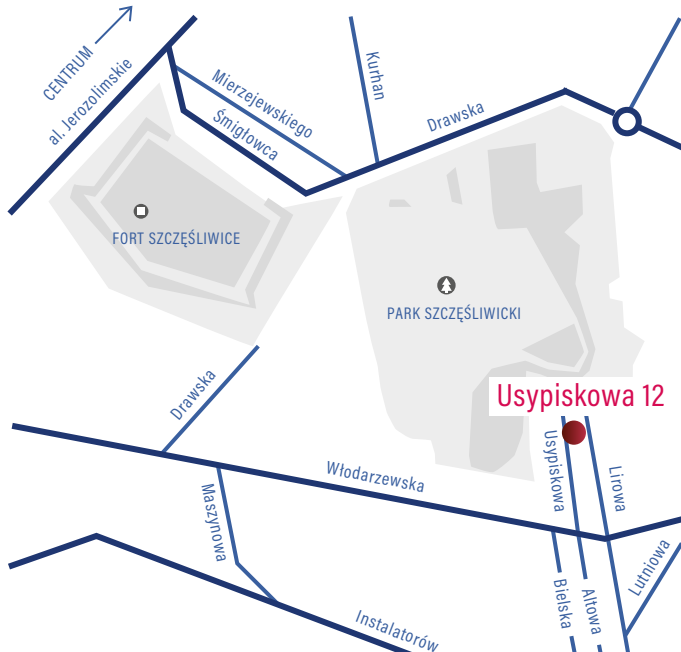 CENTRUM
al. Jerozolimskie
Mierzejewskiego
Śmigłowca
Kurhan
Drawska
FORT SZCZĘŚLIWICE
PARK SZCZĘŚLIWICKI
Drawska
Usypiskowa 12
Usypiskowa
Lirowa
Włodarzewska
Maszynowa
Bielska
Altowa
Lutniowa
Instalatorów